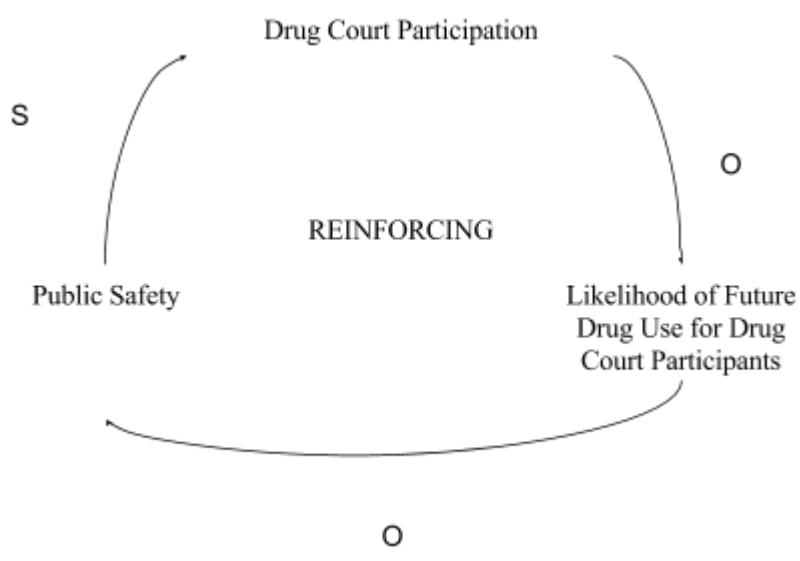 Drug Court Participation
S
O
REINFORCING
Public Safety
Likelihood of Future
Drug Use for Drug
Court Participants
O